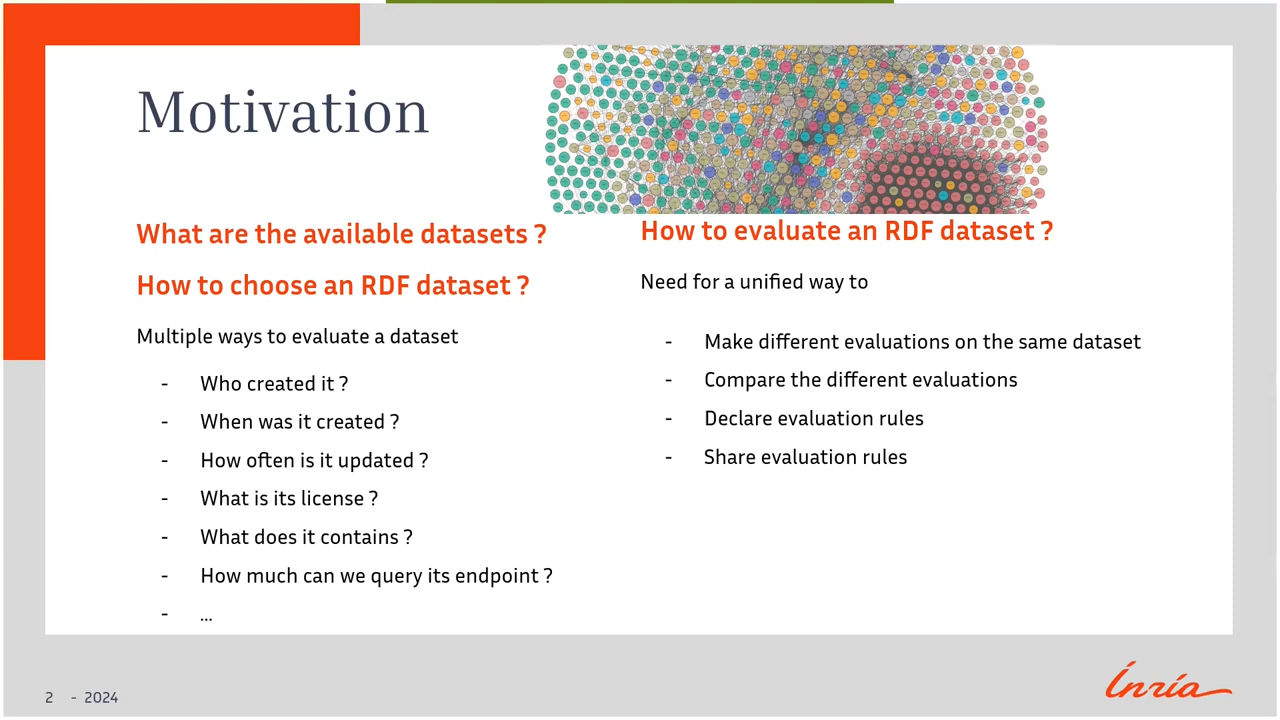 Motivation
What are the available datasets ?
How to choose an RDF dataset ?
Multiple ways to evaluate a dataset
- Who created it ?
- When was it created ?
- How often is it updated ?
- What is its license ?
- What does it contains ?
- How much can we query its endpoint ?
- ...
How to evaluate an RDF dataset ?
Need for a unified way to
- Make different evaluations on the same dataset
- Compare the different evaluations
- Declare evaluation rules
- Share evaluation rules
2 - 2024
Inria